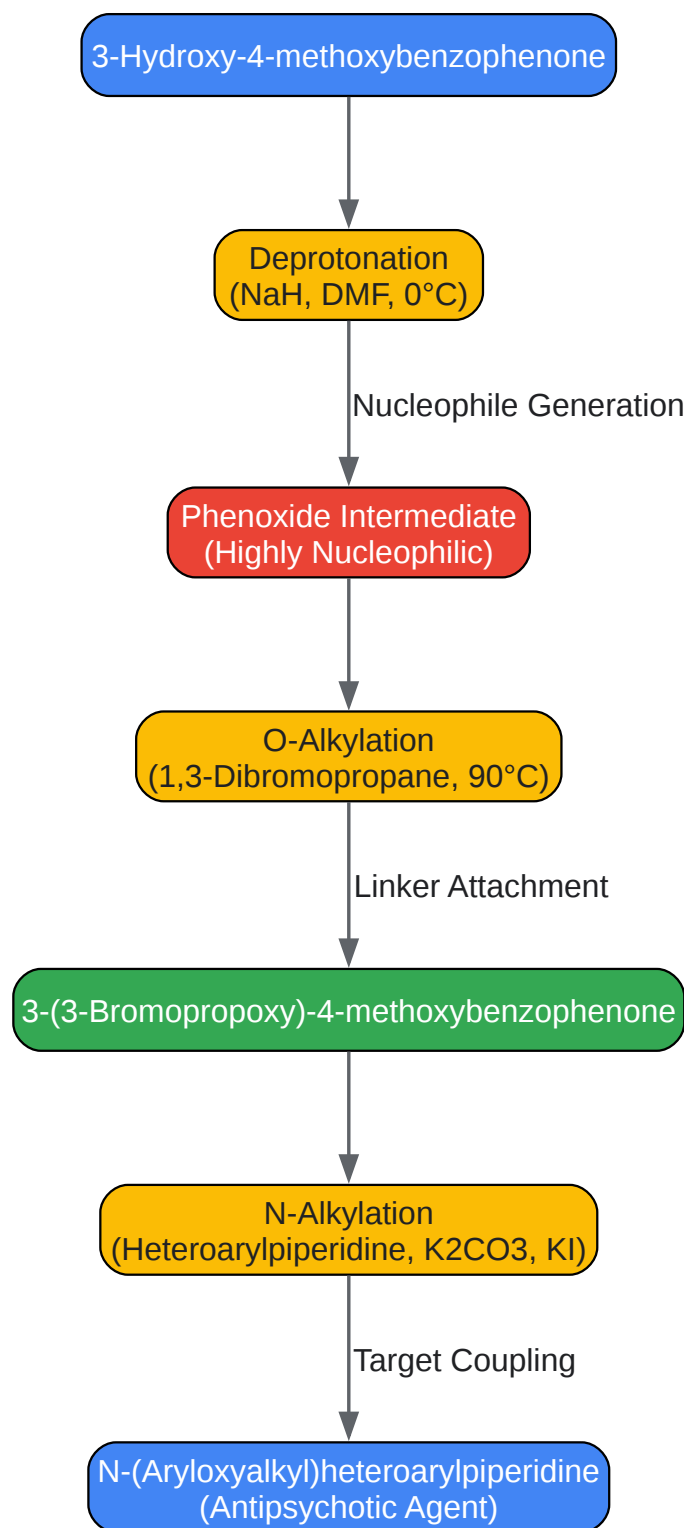 3-Hydroxy-4-methoxybenzophenone
Deprotonation
(NaH, DMF, 0°C)
Nucleophile Generation
Phenoxide Intermediate
(Highly Nucleophilic)
O-Alkylation
(1,3-Dibromopropane, 90°C)
Linker Attachment
3-(3-Bromopropoxy)-4-methoxybenzophenone
N-Alkylation
(Heteroarylpiperidine, K2CO3, KI)
Target Coupling
N-(Aryloxyalkyl)heteroarylpiperidine
(Antipsychotic Agent)